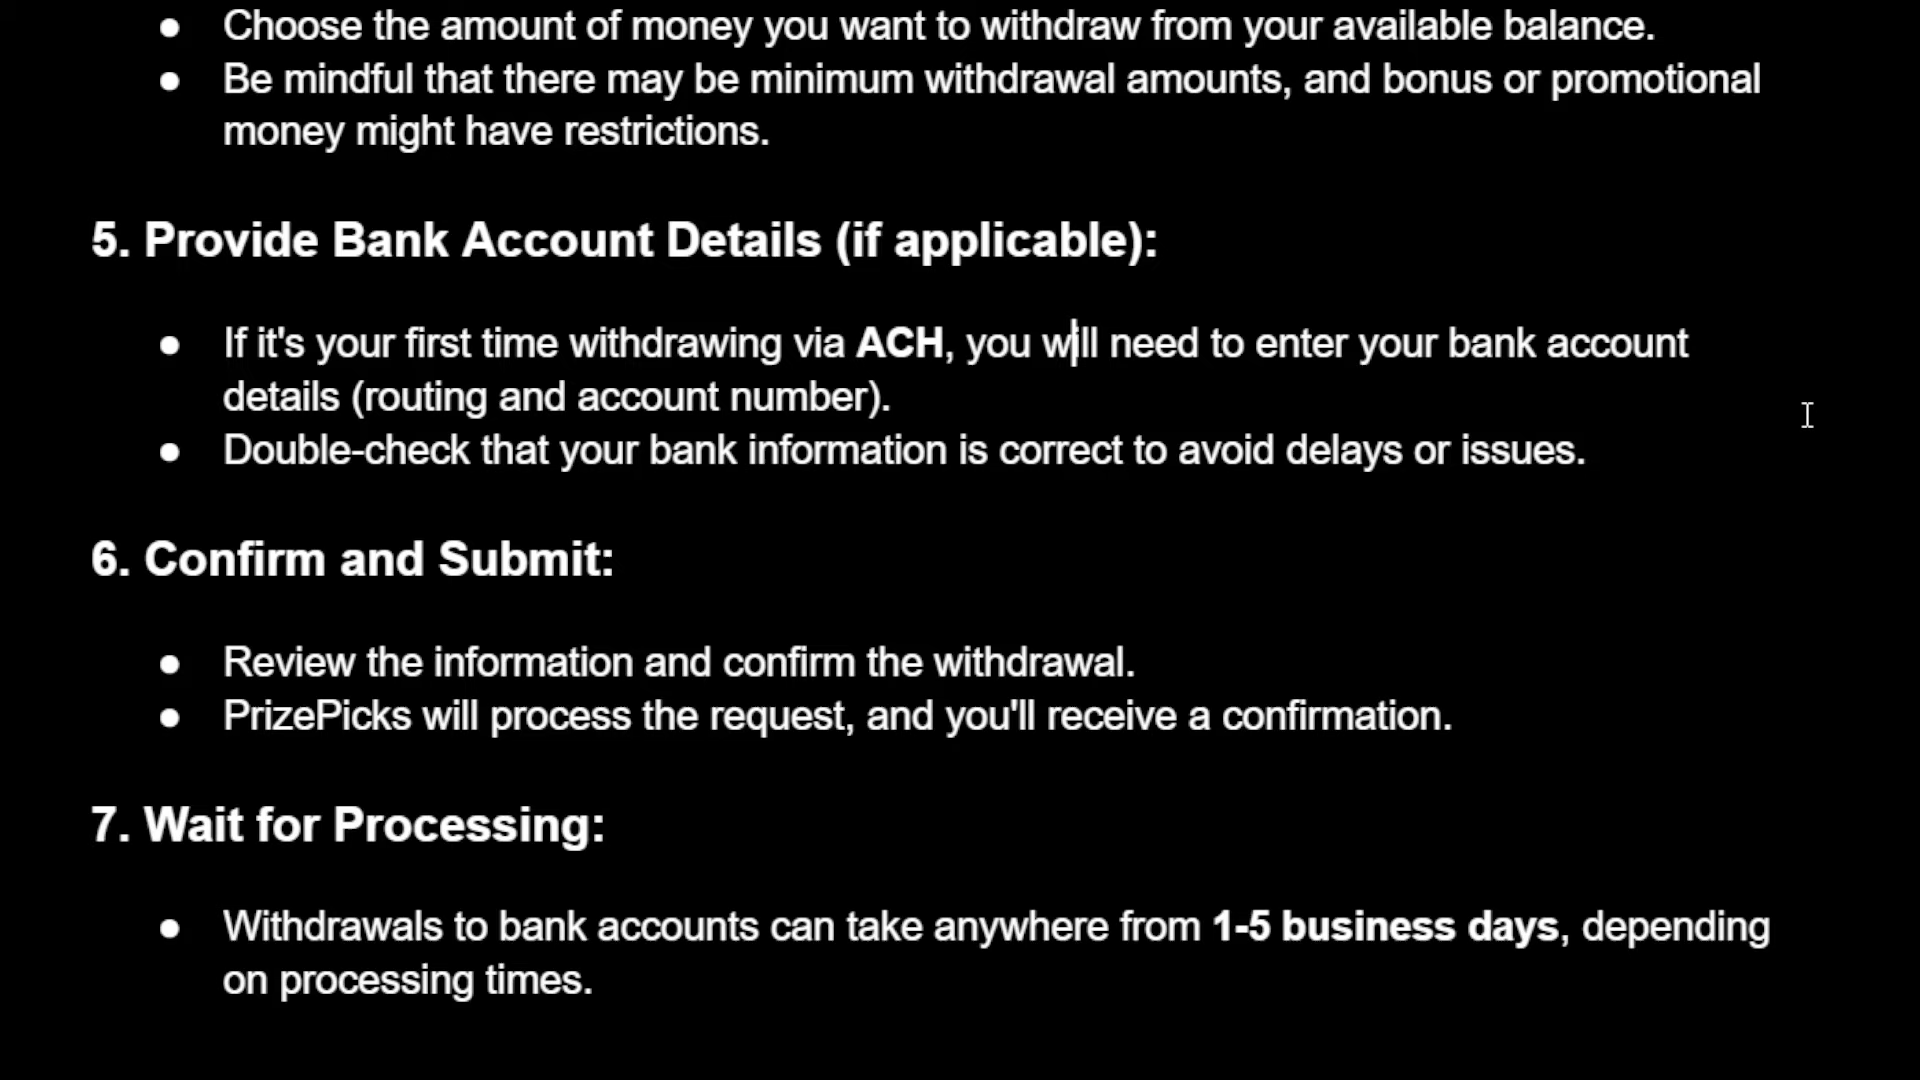 ● Choose the amount of money you want to withdraw from your available balance.
● Be mindful that there may be minimum withdrawal amounts, and bonus or promotional
money might have restrictions.
5. Provide Bank Account Details (if applicable):
● If it's your first time withdrawing via ACH, you will need to enter your bank account
details (routing and account number).
● Double-check that your bank information is correct to avoid delays or issues.
6. Confirm and Submit:
● Review the information and confirm the withdrawal.
● PrizePicks will process the request, and you'll receive a confirmation.
7. Wait for Processing:
● Withdrawals to bank accounts can take anywhere from 1-5 business days, depending
on processing times.